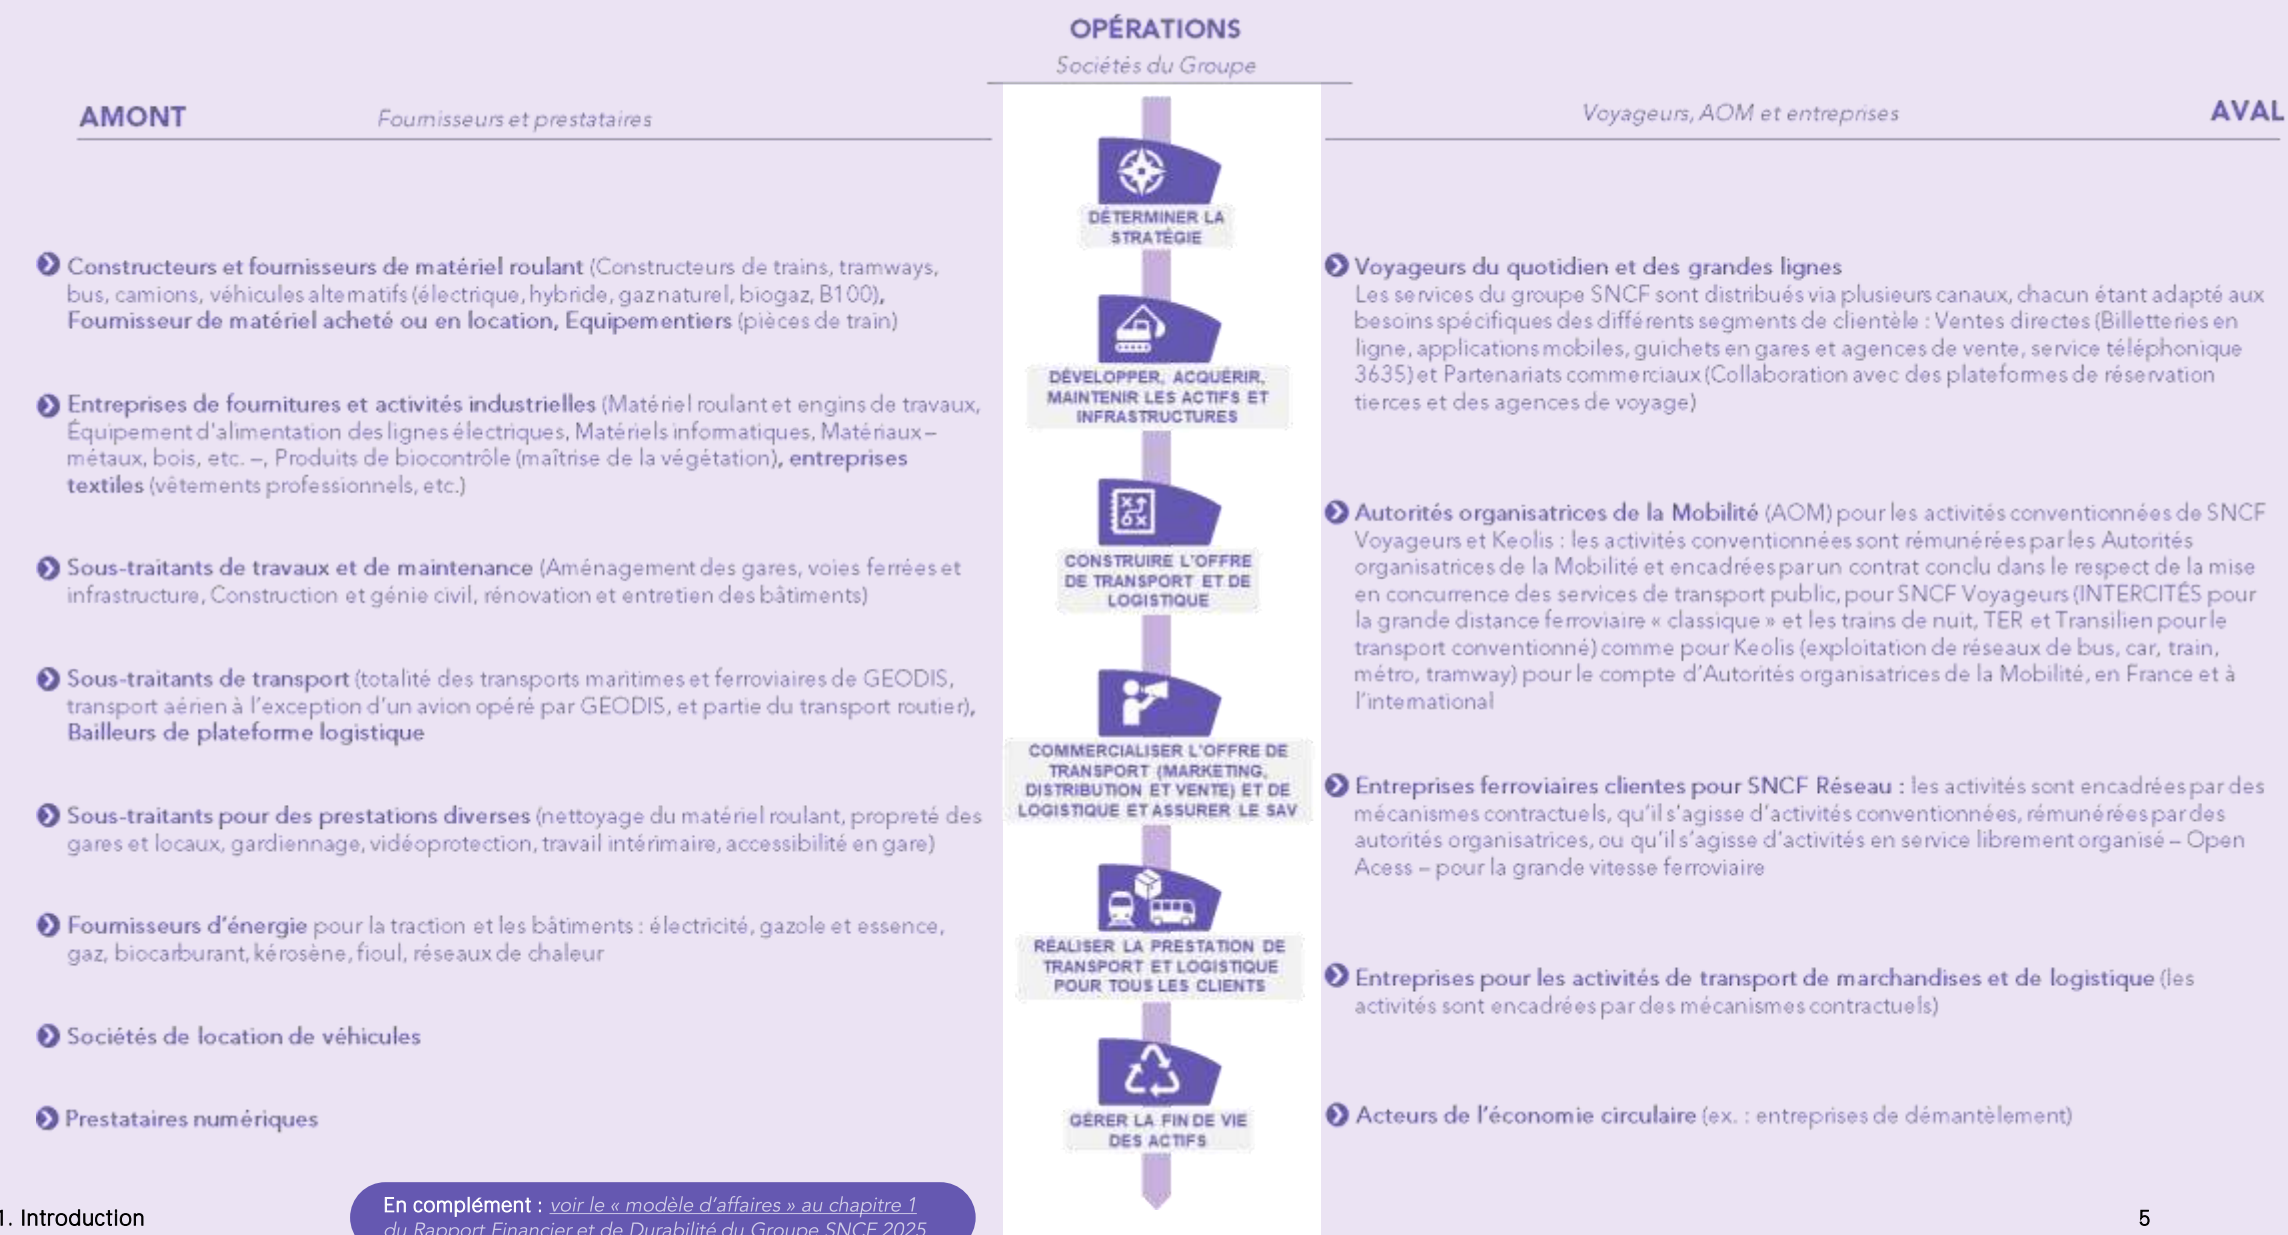 OPÉRATIONS
Sociétés du Groupe
AMONT
Fournisseurs et prestataires
Constructeurs et fournisseurs de matériel roulant (Constructeurs de trains, tramways,
bus, camions, véhicules alternatifs (électrique, hybride, gaz naturel, biogaz, B100),
Fournisseur de matériel acheté ou en location, Equipementiers (pièces de train)
Entreprises de fournitures et activités industrielles (Matériel roulant et engins de travaux,
Équipement d'alimentation des lignes électriques, Matériels informatiques, Matériaux –
métaux, bois, etc. –, Produits de biocontrôle (maîtrise de la végétation), entreprises
textiles (vêtements professionnels, etc.)
Sous-traitants de travaux et de maintenance (Aménagement des gares, voies ferrées et
infrastructure, Construction et génie civil, rénovation et entretien des bâtiments)
Sous-traitants de transport (totalité des transports maritimes et ferroviaires de GEODIS,
transport aérien à l'exception d'un avion opéré par GEODIS, et partie du transport routier),
Bailleurs de plateforme logistique
Sous-traitants pour des prestations diverses (nettoyage du matériel roulant, propreté des
gares et locaux, gardiennage, vidéoprotection, travail intérimaire, accessibilité en gare)
Fournisseurs d'énergie pour la traction et les bâtiments : électricité, gazole et essence,
gaz, biocarburant, kérosène, fioul, réseaux de chaleur
Sociétés de location de véhicules
Prestataires numériques
DÉTERMINER LA
STRATÉGIE
DÉVELOPPER, ACQUÉRIR,
MAINTENIR LES ACTIFS ET
INFRASTRUCTURES
CONSTRUIRE L'OFFRE
DE TRANSPORT ET DE
LOGISTIQUE
COMMERCIALISER L'OFFRE DE
TRANSPORT (MARKETING,
DISTRIBUTION ET VENTE) ET DE
LOGISTIQUE ET ASSURER LE SAV
RÉALISER LA PRESTATION DE
TRANSPORT ET LOGISTIQUE
POUR TOUS LES CLIENTS
GÉRER LA FIN DE VIE
DES ACTIFS
Voyageurs, AOM et entreprises
AVAL
Voyageurs du quotidien et des grandes lignes
Les services du groupe SNCF sont distribués via plusieurs canaux, chacun étant adapté aux
besoins spécifiques des différents segments de clientèle : Ventes directes (Billetteries en
ligne, applications mobiles, guichets en gares et agences de vente, service téléphonique
3635) et Partenariats commerciaux (Collaboration avec des plateformes de réservation
tierces et des agences de voyage)
Autorités organisatrices de la Mobilité (AOM) pour les activités conventionnées de SNCF
Voyageurs et Keolis : les activités conventionnées sont rémunérées par les Autorités
organisatrices de la Mobilité et encadrées par un contrat conclu dans le respect de la mise
en concurrence des services de transport public, pour SNCF Voyageurs (INTERCITÉS pour
la grande distance ferroviaire « classique » et les trains de nuit, TER et Transilien pour le
transport conventionné) comme pour Keolis (exploitation de réseaux de bus, car, train,
métro, tramway) pour le compte d'Autorités organisatrices de la Mobilité, en France et à
l'international
Entreprises ferroviaires clientes pour SNCF Réseau : les activités sont encadrées par des
mécanismes contractuels, qu'il s'agisse d'activités conventionnées, rémunérées par des
autorités organisatrices, ou qu'il s'agisse d'activités en service librement organisé – Open
Acess – pour la grande vitesse ferroviaire
Entreprises pour les activités de transport de marchandises et de logistique (les
activités sont encadrées par des mécanismes contractuels)
Acteurs de l'économie circulaire (ex. : entreprises de démantèlement)
En complément : voir le « modèle d'affaires » au chapitre 1
du Rapport Financier et de Durabilité du Groupe SNCF 2025
1. Introduction
5